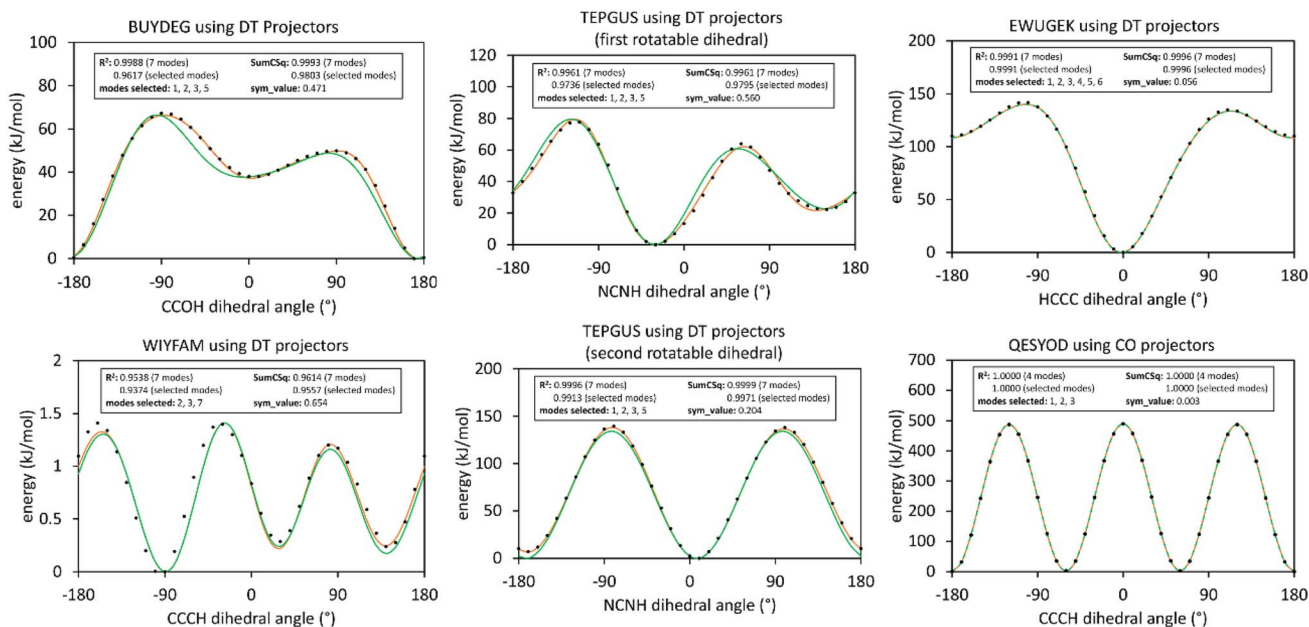 BUYDEG using DT Projectors
R²: 0.9988 (7 modes) SumCSq: 0.9993 (7 modes)
0.9617 (selected modes) 0.9803 (selected modes)
modes selected: 1, 2, 3, 5 sym_value: 0.471
100
80
60
40
20
0
energy (kJ/mol)
-180 -90 0 90 180
CCOH dihedral angle (°)
TEPGUS using DT projectors
(first rotatable dihedral)
R²: 0.9961 (7 modes) SumCSq: 0.9961 (7 modes)
0.9736 (selected modes) 0.9795 (selected modes)
modes selected: 1, 2, 3, 5 sym_value: 0.560
120
100
80
60
40
20
0
energy (kJ/mol)
-180 -90 0 90 180
NCNH dihedral angle (°)
EWUGEK using DT projectors
R²: 0.9991 (7 modes) SumCSq: 0.9996 (7 modes)
0.9991 (selected modes) 0.9996 (selected modes)
modes selected: 1, 2, 3, 4, 5, 6 sym_value: 0.056
200
150
100
50
0
energy (kJ/mol)
-180 -90 0 90 180
HCCC dihedral angle (°)
WIYFAM using DT projectors
R²: 0.9538 (7 modes) SumCSq: 0.9614 (7 modes)
0.9374 (selected modes) 0.9557 (selected modes)
modes selected: 2, 3, 7 sym_value: 0.654
2
1.5
1
0.5
0
energy (kJ/mol)
-180 -90 0 90 180
CCCH dihedral angle (°)
TEPGUS using DT projectors
(second rotatable dihedral)
R²: 0.9996 (7 modes) SumCSq: 0.9999 (7 modes)
0.9913 (selected modes) 0.9971 (selected modes)
modes selected: 1, 2, 3, 5 sym_value: 0.204
200
150
100
50
0
energy (kJ/mol)
-180 -90 0 90 180
NCNH dihedral angle (°)
QESYOD using CO projectors
R²: 1.0000 (4 modes) SumCSq: 1.0000 (4 modes)
1.0000 (selected modes) 1.0000 (selected modes)
modes selected: 1, 2, 3 sym_value: 0.003
700
600
500
400
300
200
100
0
energy (kJ/mol)
-180 -90 0 90 180
CCCH dihedral angle (°)